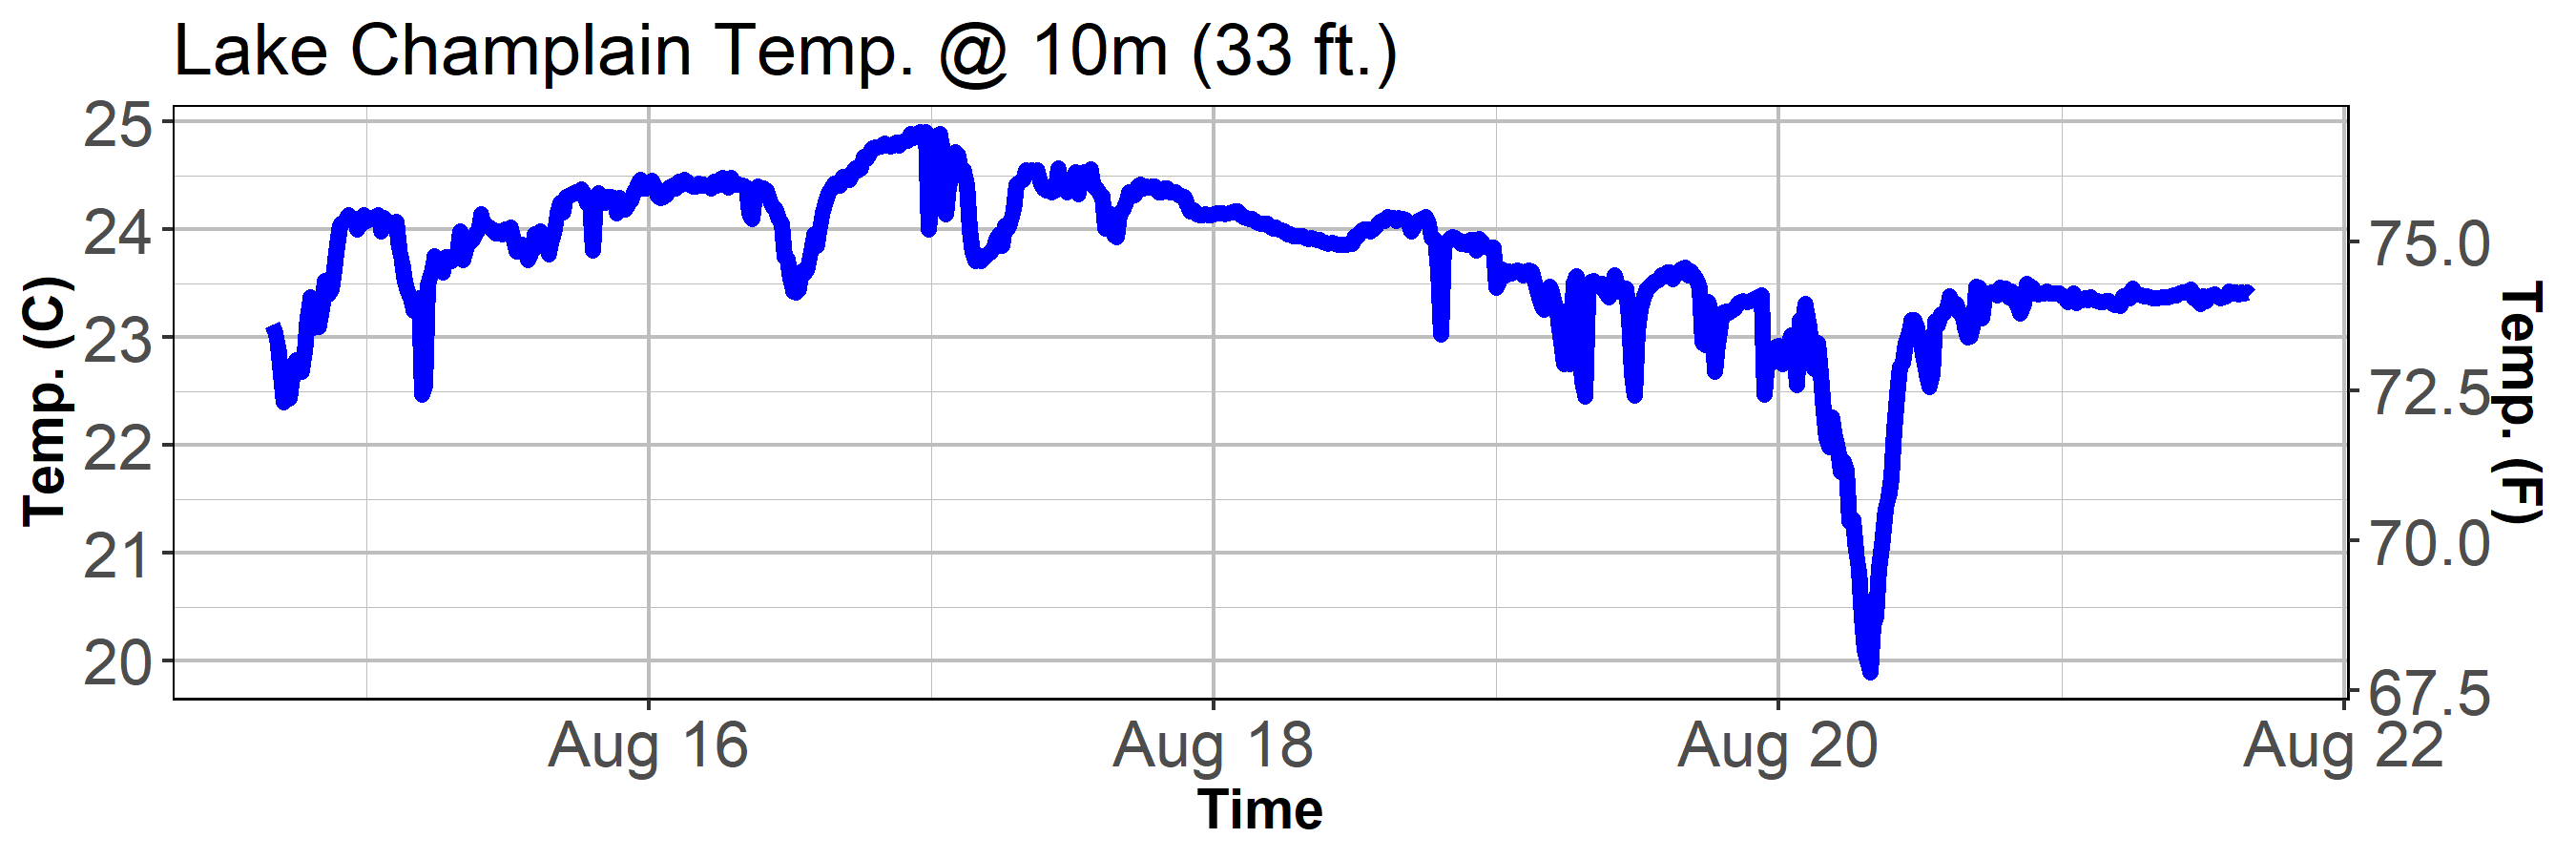 Lake Champlain Temp. @ 10m (33 ft.)
Temp. (C)
25
24
23
22
21
20
75.0
72.5
70.0
67.5
Temp. (F)
Aug 16
Aug 18
Aug 20
Aug 22
Time